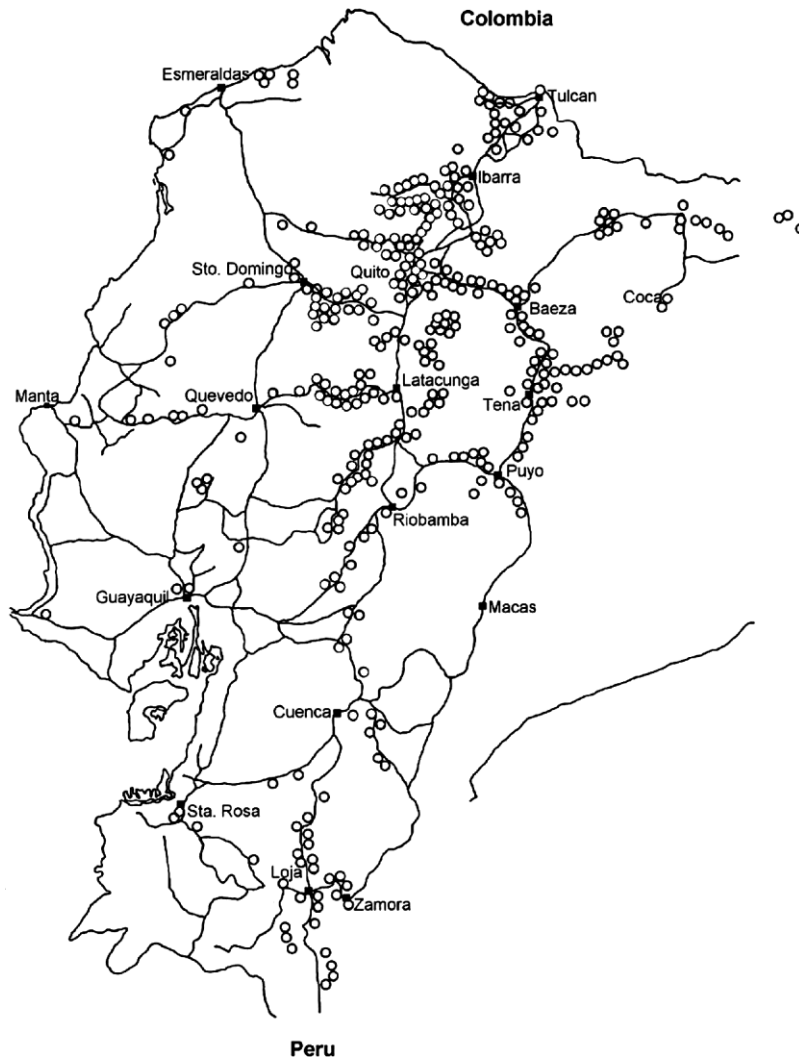 Colombia
Esmeraldas
Tulcan
Ibarra
Sto. Domingo
Quito
Baeza
Coca
Manta
Quevedo
Latacunga
Tena
Puyo
Riobamba
Guayaquil
Macas
Cuenca
Sta. Rosa
Loja
Zamora
Peru